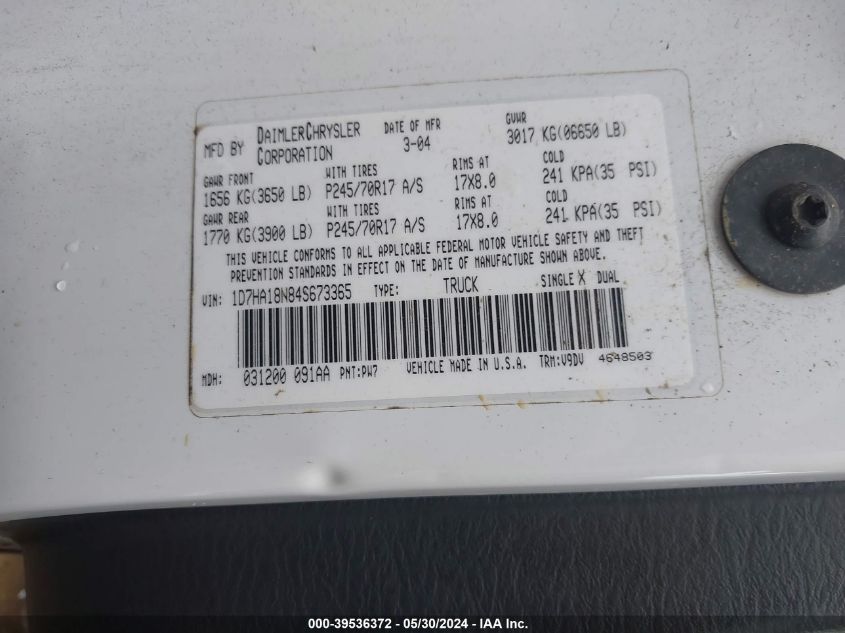 MFD BY DAIMLERCHRYSLER CORPORATION DATE OF MFR 3-04 GVWR 3017 KG(06650 LB)
GAWR FRONT WITH TIRES RIMS AT COLD
1656 KG(3650 LB) P245/70R17 A/S 17X8.0 241 KPA(35 PSI)
GAWR REAR WITH TIRES RIMS AT COLD
1770 KG(3900 LB) P245/70R17 A/S 17X8.0 241 KPA(35 PSI)
THIS VEHICLE CONFORMS TO ALL APPLICABLE FEDERAL MOTOR VEHICLE SAFETY AND THEFT
PREVENTION STANDARDS IN EFFECT ON THE DATE OF MANUFACTURE SHOWN ABOVE.
VIN: 1D7HA18N84S673365 TYPE: TRUCK SINGLE X DUAL
MDH: 031200 091AA PNT:PW7 VEHICLE MADE IN U.S.A. TRM:V9DV 4648503
000-39536372 / 05/30/2024 - IAA Inc.